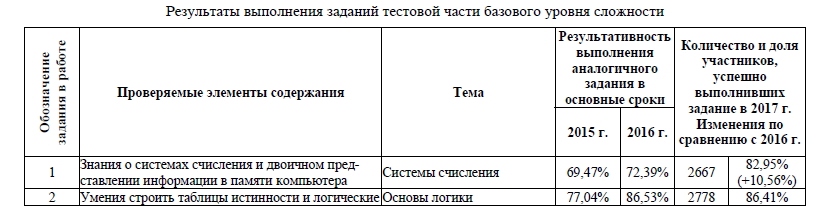 Результаты выполнения заданий тестовой части базового уровня сложности
Обозначение
задания в работе
Проверяемые элементы содержания
Тема
Результативность
выполнения
аналогичного
задания в
основные сроки
2015 г.
2016 г.
Количество и доля
участников,
успешно
выполнивших
задание в 2017 г.
Изменения по
сравнению с 2016 г.
1
Знания о системах счисления и двоичном пред-
ставлении информации в памяти компьютера
Системы счисления
69,47%
72,39%
2667
82,95%
(+10,56%)
2
Умения строить таблицы истинности и логические
Основы логики
77,04%
86,53%
2778
86,41%